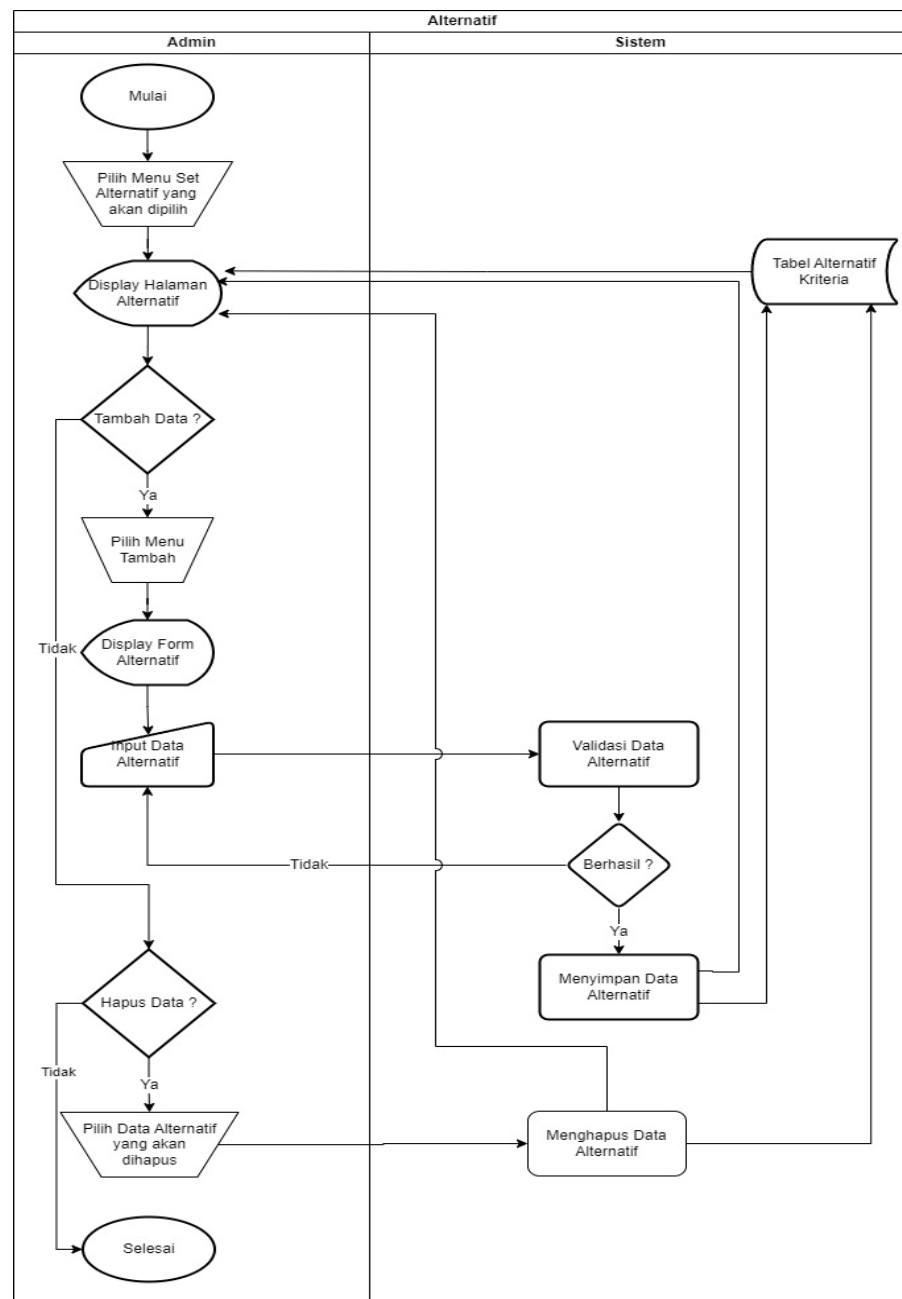 Alternatif
Admin
Sistem
Mulai
Pilih Menu Set
Alternatif yang
akan dipilih
Display Halaman
Alternatif
Tabel Alternatif
Kriteria
Tambah Data ?
Ya
Pilih Menu
Tambah
Tidak
Display Form
Alternatif
Input Data
Alternatif
Validasi Data
Alternatif
Tidak
Berhasil ?
Ya
Menyimpan Data
Alternatif
Hapus Data ?
Tidak
Ya
Pilih Data Alternatif
yang akan
dihapus
Menghapus Data
Alternatif
Selesai